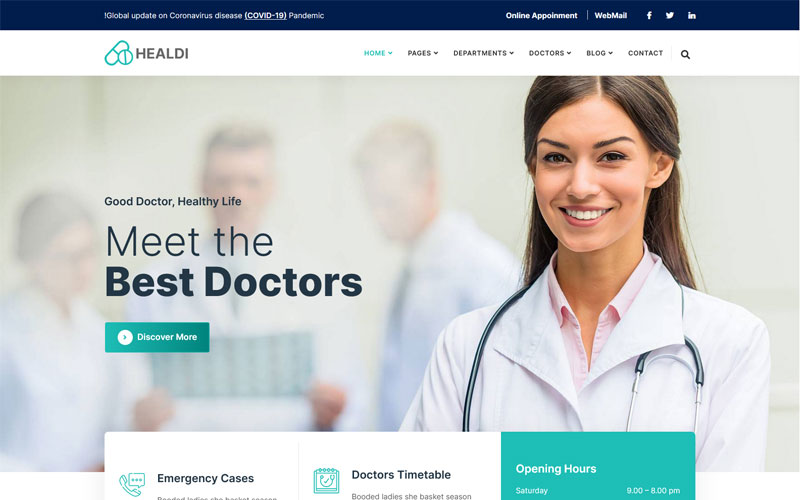 !Global update on Coronavirus disease (COVID-19) Pandemic
Online Appoinment
WebMail
HEALDI
HOME
PAGES
DEPARTMENTS
DOCTORS
BLOG
CONTACT
Good Doctor, Healthy Life
Meet the
Best Doctors
Discover More
Emergency Cases
Booded ladies she basket season
Doctors Timetable
Booded ladies she basket season
Opening Hours
Saturday 9.00 – 8.00 pm